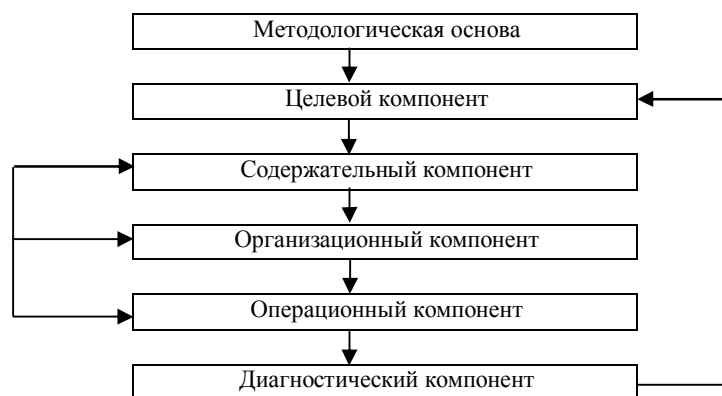 Методологическая основа
Целевой компонент
Содержательный компонент
Организационный компонент
Операционный компонент
Диагностический компонент